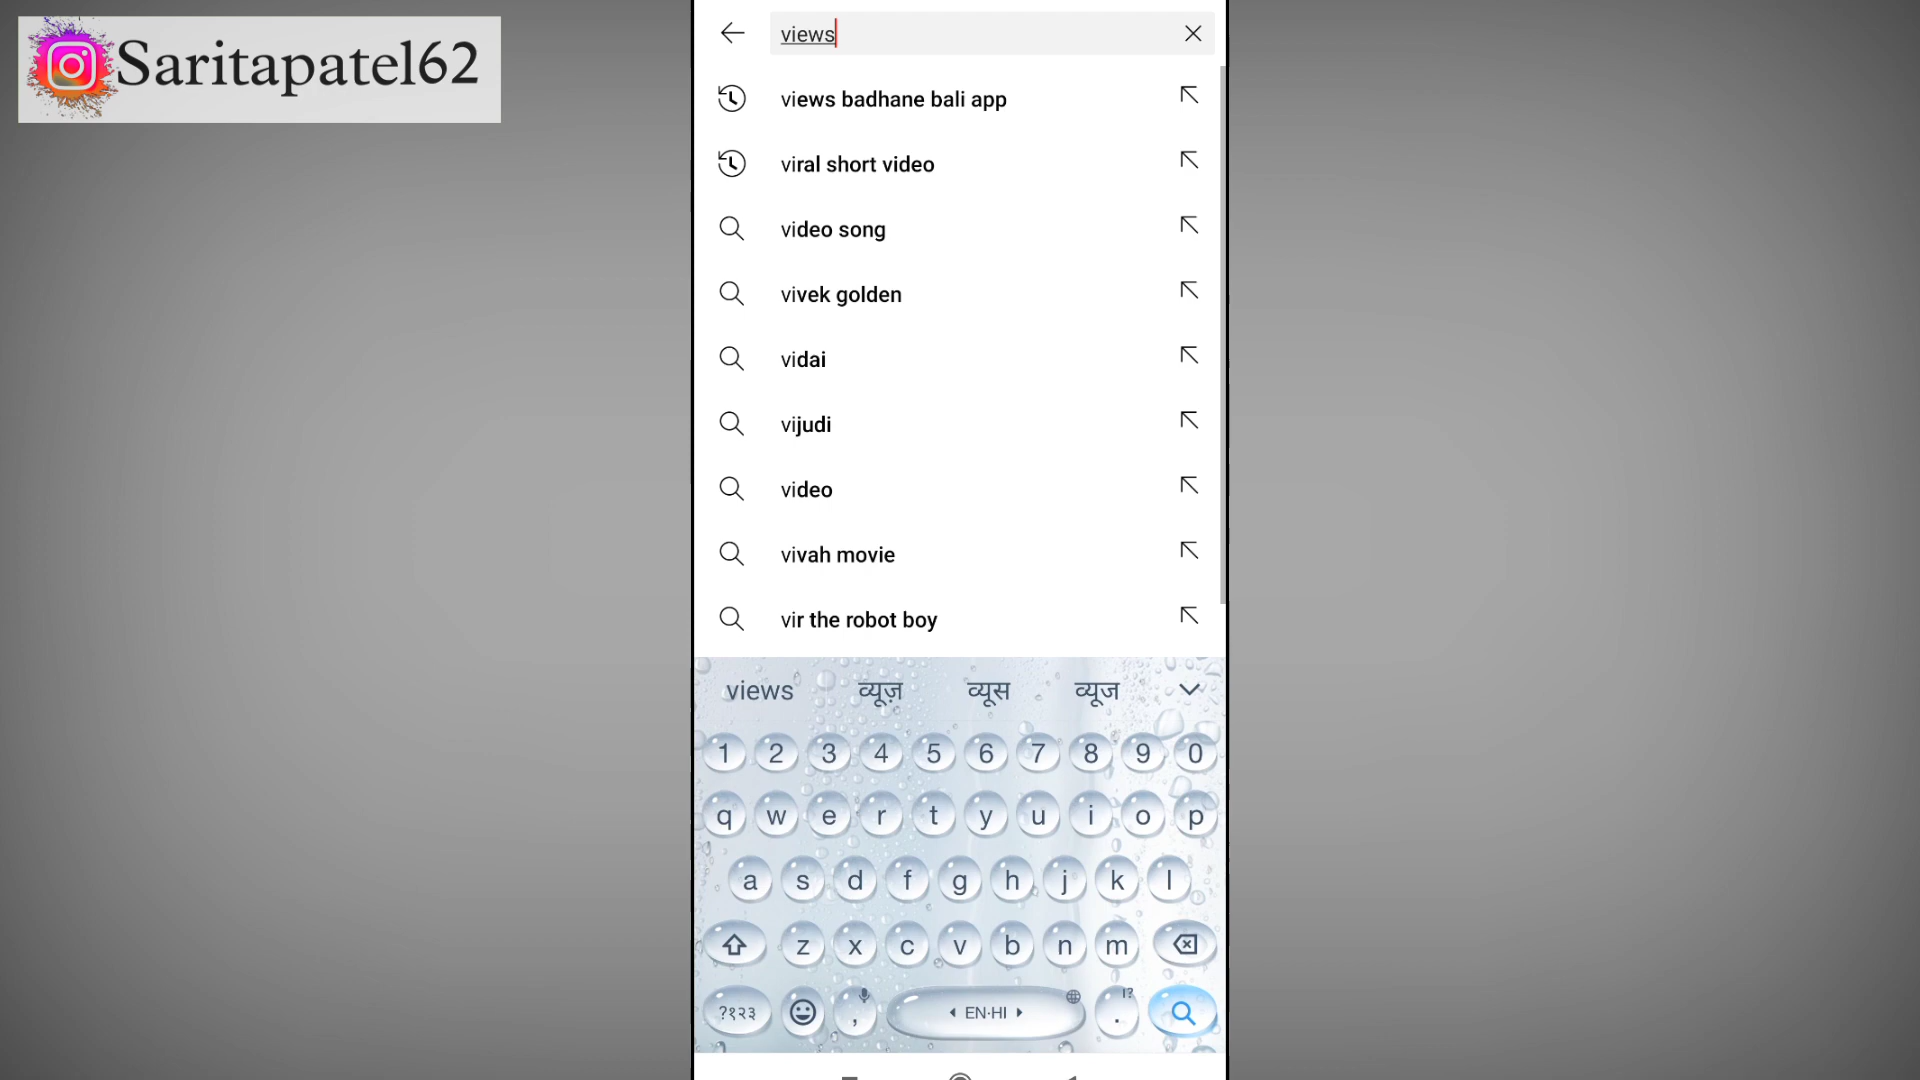 Saritapatel62
views
views badhane bali app
viral short video
video song
vivek golden
vidai
vijudi
video
vivah movie
vir the robot boy
views व्यूज़ व्यूस व्यूज
1 2 3 4 5 6 7 8 9 0
q w e r t y u i o p
a s d f g h j k l
z x c v b n m
?१२३ , EN·HI . !?